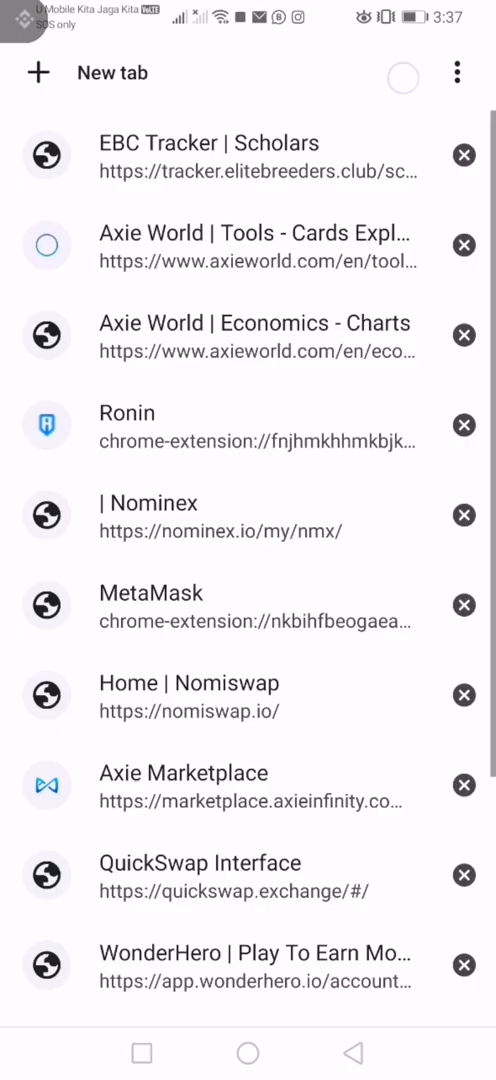 U Mobile Kita Jaga Kita VoLTE
SOS only
3:37
New tab
EBC Tracker | Scholars
https://tracker.elitebreeders.club/sc...
Axie World | Tools - Cards Expl...
https://www.axieworld.com/en/tool...
Axie World | Economics - Charts
https://www.axieworld.com/en/eco...
Ronin
chrome-extension://fnjhmkhhmkbjk...
| Nominex
https://nominex.io/my/nmx/
MetaMask
chrome-extension://nkbihfbeogaea...
Home | Nomiswap
https://nomiswap.io/
Axie Marketplace
https://marketplace.axieinfinity.co...
QuickSwap Interface
https://quickswap.exchange/#/
WonderHero | Play To Earn Mo...
https://app.wonderhero.io/account...